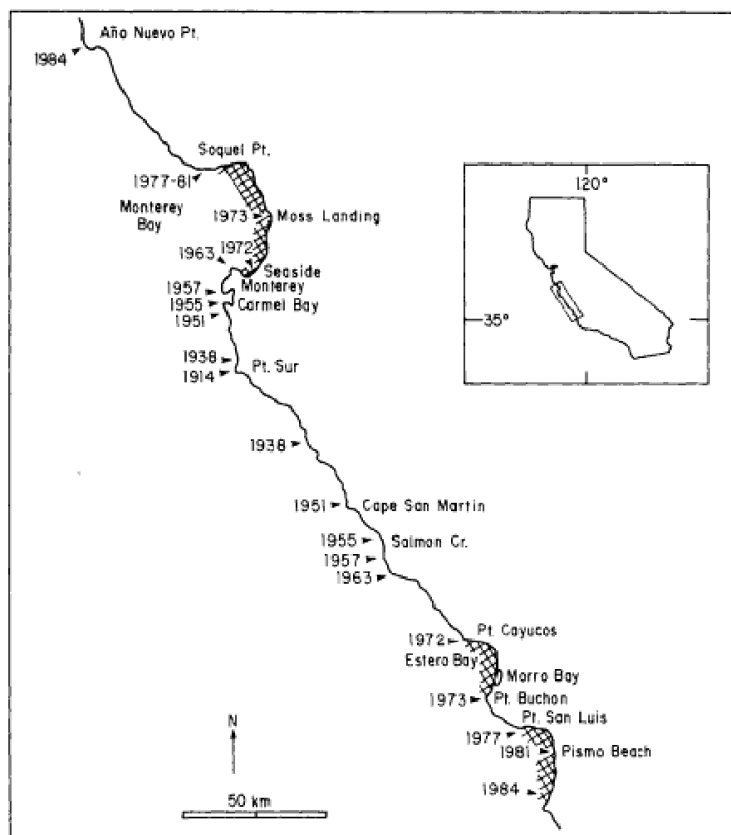 Año Nuevo Pt.
1984
Soquel Pt.
1977-81
Monterey
Bay
1973
Moss Landing
1963
1972
Seaside
Monterey
1957
1955
Carmel Bay
1951
1938
1914
Pt. Sur
1938
1951
Cape San Martin
1955
Salmon Cr.
1957
1963
1972
Pt. Cayucos
Estero Bay
Morro Bay
1973
Pt. Buchon
Pt. San Luis
1977
1981
Pismo Beach
1984
N
50 km
120°
35°